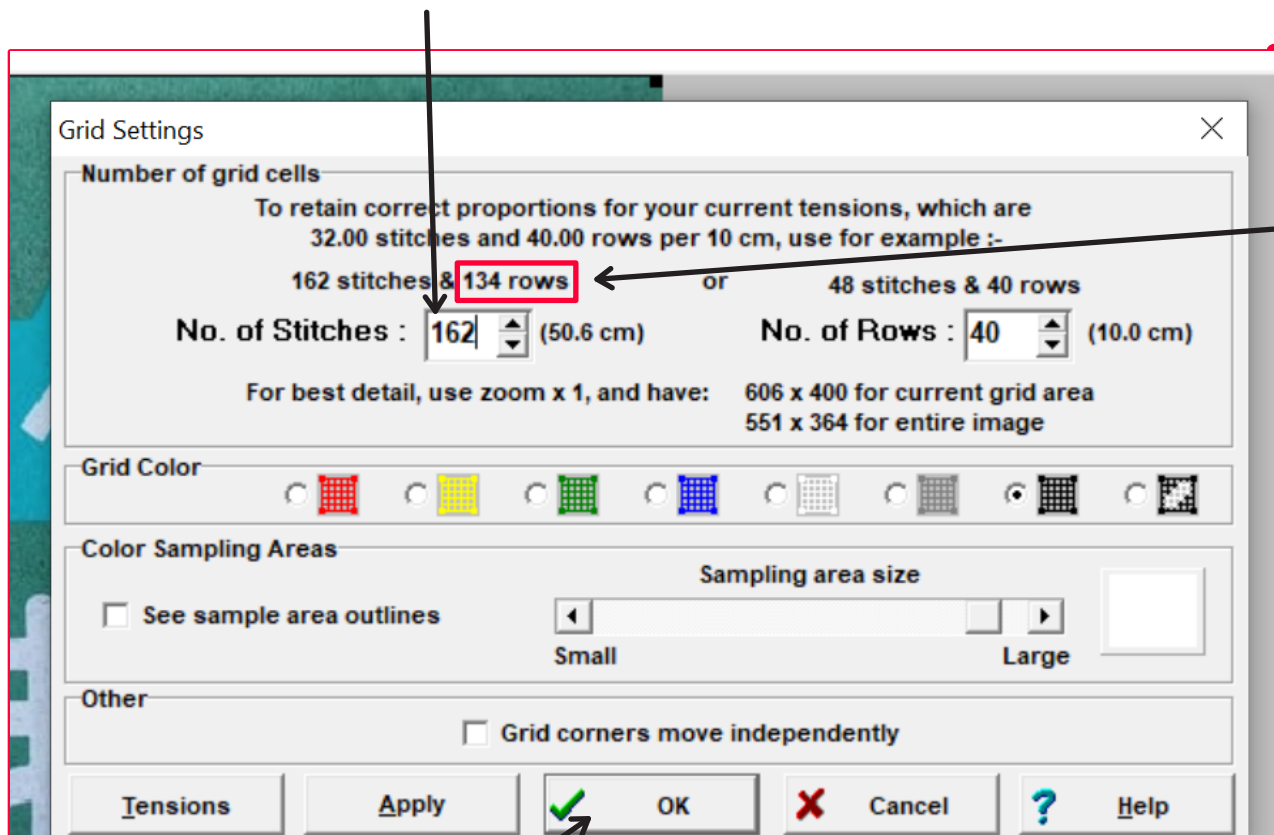 Grid Settings
Number of grid cells
To retain correct proportions for your current tensions, which are
32.00 stitches and 40.00 rows per 10 cm, use for example :-
162 stitches & 134 rows or 48 stitches & 40 rows
No. of Stitches : 162 (50.6 cm) No. of Rows : 40 (10.0 cm)
For best detail, use zoom x 1, and have: 606 x 400 for current grid area
551 x 364 for entire image
Grid Color
Color Sampling Areas
Sampling area size
See sample area outlines
Small Large
Other
Grid corners move independently
Tensions Apply OK Cancel ? Help